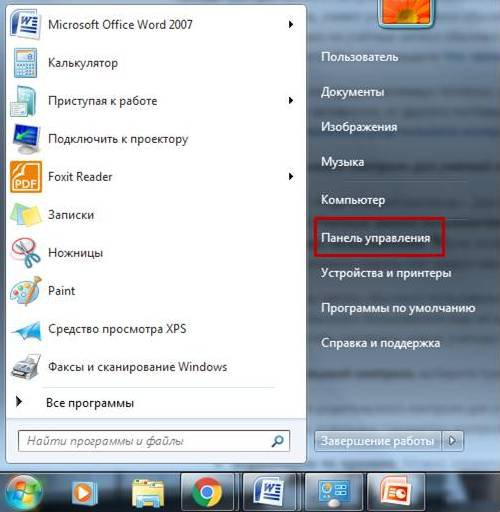 Microsoft Office Word 2007
Калькулятор
Приступая к работе
Подключить к проектору
Foxit Reader
Записки
Ножницы
Paint
Средство просмотра XPS
Факсы и сканирование Windows
Все программы
Найти программы и файлы
Пользователь
Документы
Изображения
Музыка
Компьютер
Панель управления
Устройства и принтеры
Программы по умолчанию
Справка и поддержка
Завершение работы